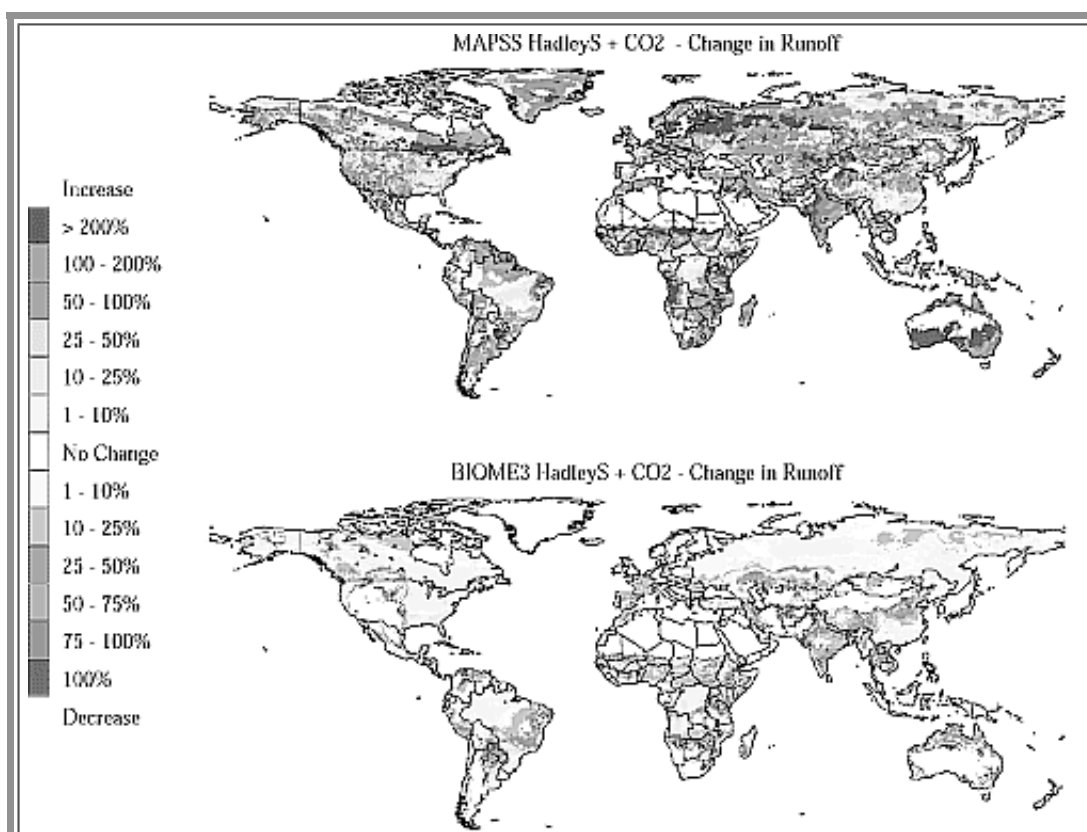 MAPSS HadleyS + CO2 - Change in Runoff
Increase
> 200%
100 - 200%
50 - 100%
25 - 50%
10 - 25%
1 - 10%
No Change
1 - 10%
10 - 25%
25 - 50%
50 - 75%
75 - 100%
100%
Decrease
BIOME3 HadleyS + CO2 - Change in Runoff